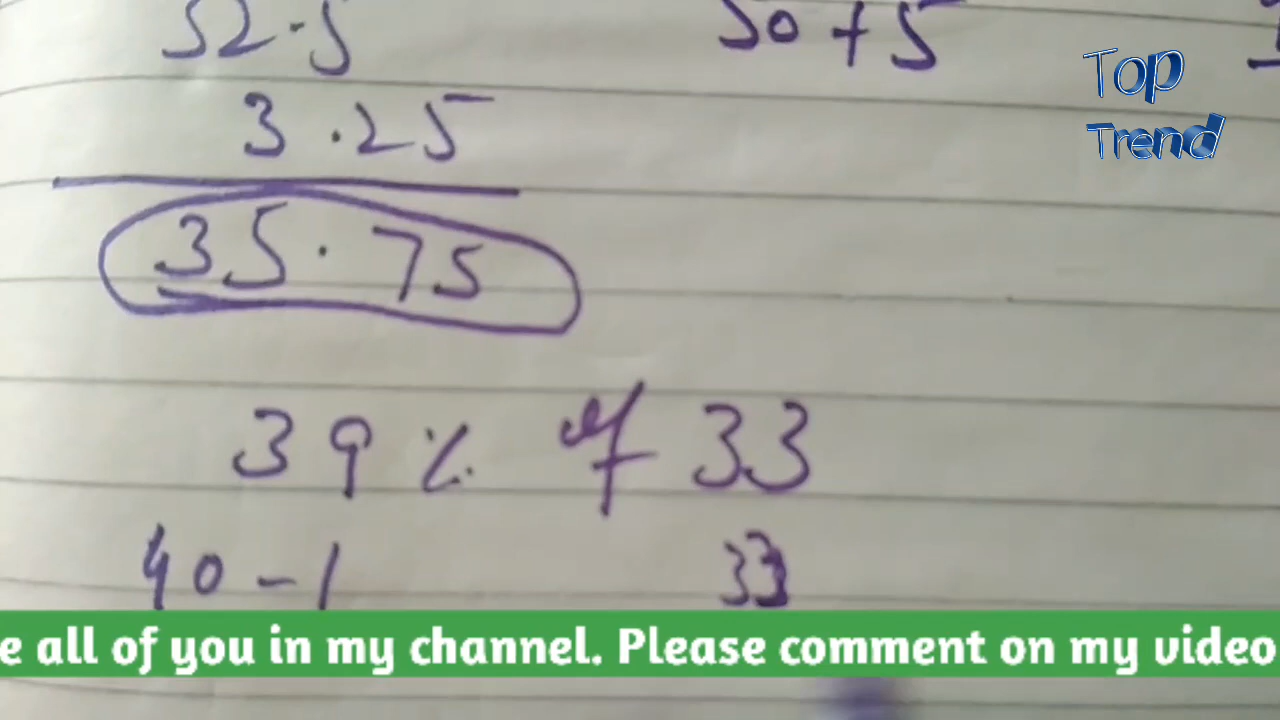 52.5
50+5
3.25
35.75
39% of 33
40-1
33
Top
Trend
e all of you in my channel. Please comment on my video